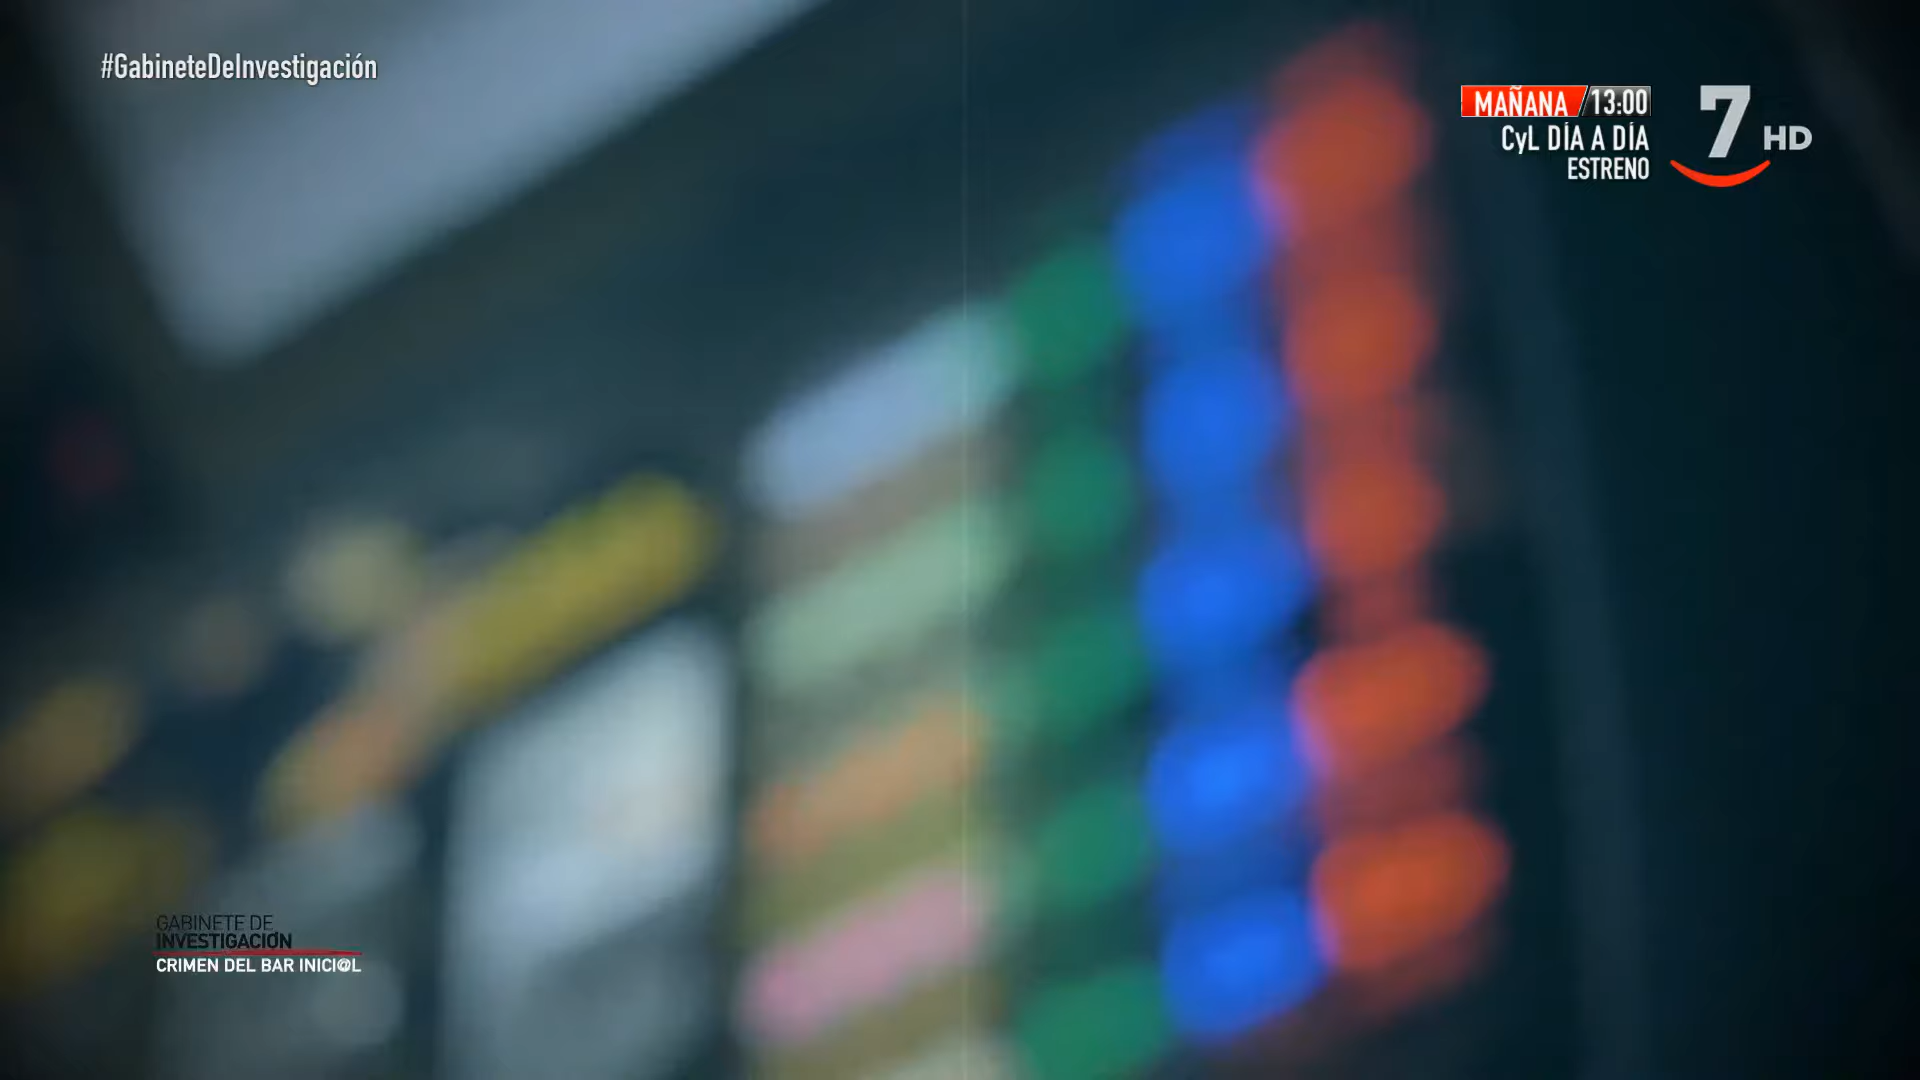 #GabineteDeInvestigación
MAÑANA 13:00
CyL DÍA A DÍA
ESTRENO
7 HD
GABINETE DE
INVESTIGACIÓN
CRIMEN DEL BAR INICI@L